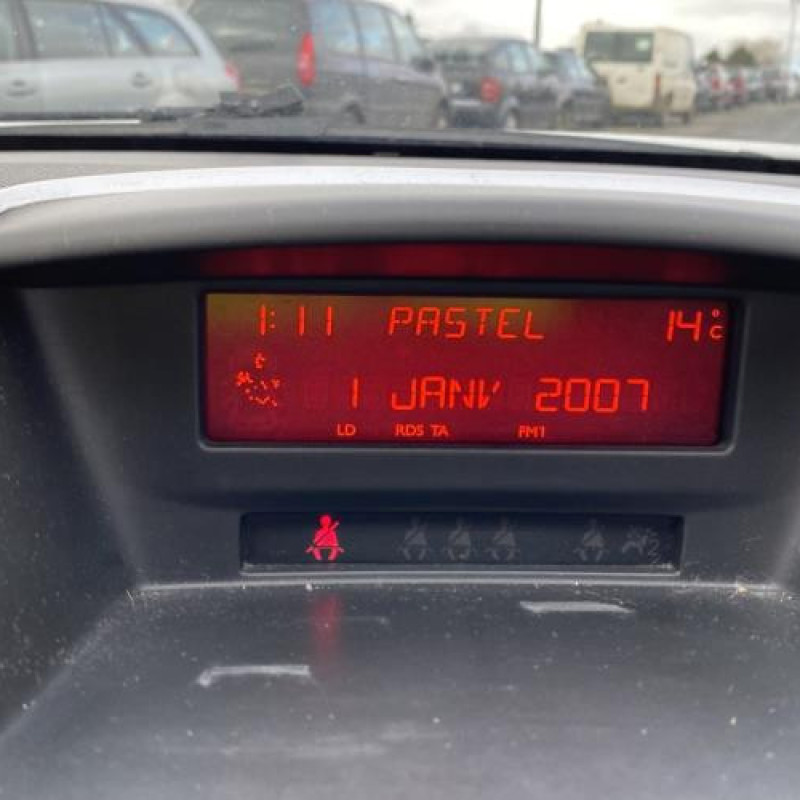 1:11 PASTEL 14°C
1 JANV 2007
LD RDS TA FM1